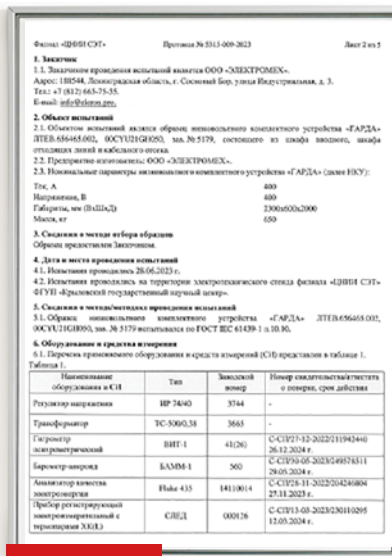 Филиал «ЦНИИ СЭТ» Протокол № 5313-009-2023 Лист 2 из 5
1. Заказчик
1.1. Заказчиком проведения испытаний является ООО «ЭЛЕКТРОМЕХ».
Адрес: 188544, Ленинградская область, г. Сосновый Бор, улица Индустриальная, д. 3.
Тел.: +7 (812) 663-75-35.
E-mail:
2. Объект испытаний
2.1. Объектом испытаний является образец низковольтного комплектного устройства «ГАРДА»
ЛТЕВ.656465.002, 00CYU21GH050, зав. № 5179, состоящего из шкафа вводного, шкафа
отходящих линий и кабельного отсека.
2.2. Предприятие-изготовитель: ООО «ЭЛЕКТРОМЕХ».
2.3. Номинальные параметры низковольтного комплектного устройства «ГАРДА» (далее НКУ):
Ток, А 400
Напряжение, В 400
Габариты, мм (ВхШхД) 2300х600х2000
Масса, кг 650
3. Сведения о методе отбора образцов
Образец предоставлен Заказчиком.
4. Дата и место проведения испытаний
4.1. Испытания проводились 28.06.2023 г.
4.2. Испытания проводились на территории электротехнического стенда филиала «ЦНИИ СЭТ»
ФГУП «Крыловский государственный научный центр».
5. Сведения о методе/методиках проведения испытаний
5.1. Образец низковольтного комплектного устройства «ГАРДА» ЛТЕВ.656465.002,
00CYU21GH050, зав. № 5179 испытывался по ГОСТ IEC 61439-1 п.10.10.
6. Оборудование и средства измерения
6.1. Перечень применяемого оборудования и средств измерений (СИ) представлен в таблице 1.
Таблица 1.
Наименование оборудования и СИ Тип Заводской номер Номер свидетельства/аттестата о поверке, срок действия
Регулятор напряжения ИР 74/40 3744 -
Трансформатор ТС-500/0,38 3665 -
Гигрометр психрометрический ВИТ-1 41(26) С-СП/27-12-2022/211942440
26.12.2024 г.
Барометр-анероид БАММ-1 560 С-СП/30-05-2023/249578511
29.05.2024 г.
Анализатор качества электроэнергии Fluke 435 14110014 С-СП/28-11-2022/204246804
27.11.2023 г.
Прибор регистрирующий электроизмерительный с термопарами ХК(L) СЛЕД 000126 С-СП/13-03-2023/230110295
12.03.2024 г.